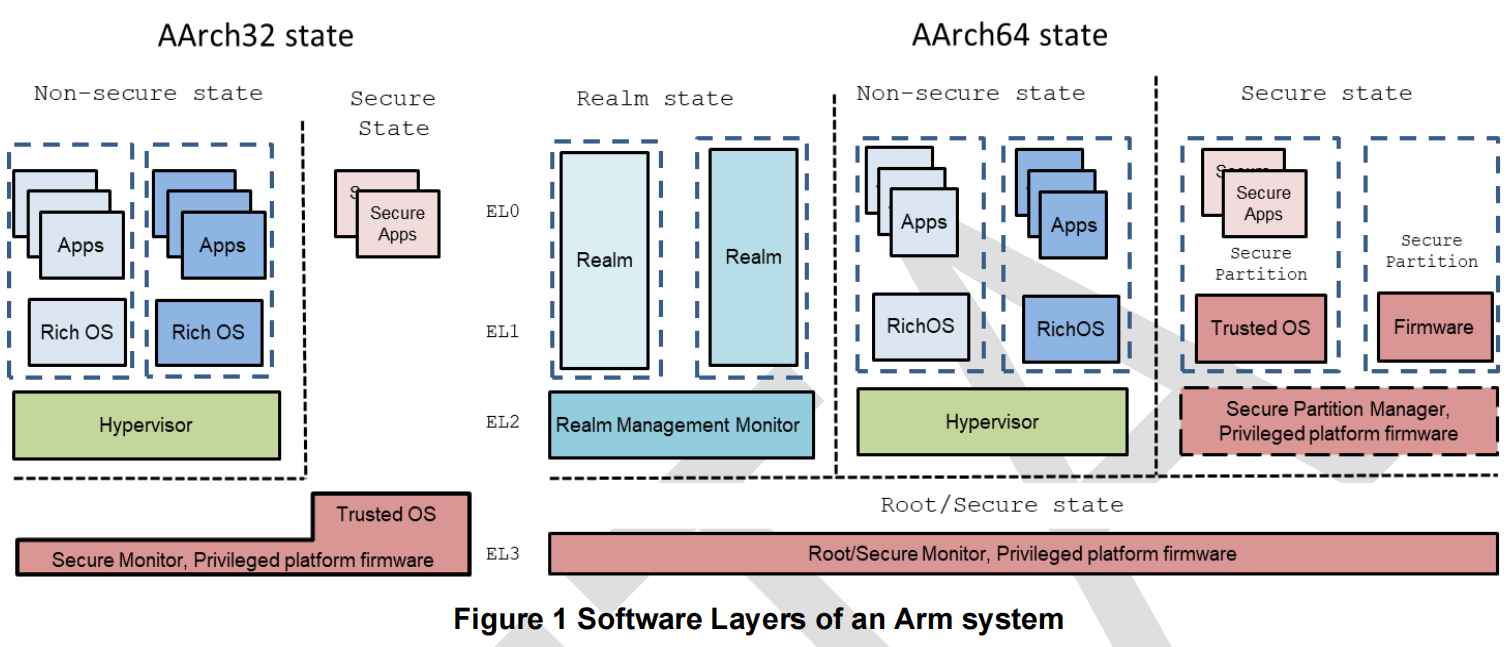 AArch32 state
AArch64 state
Non-secure state
Secure
State
Realm state
Non-secure state
Secure state
Apps
Apps
Secure
Apps
EL0
Realm
Realm
Apps
Apps
Secure
Apps
Secure
Partition
Secure
Partition
Rich OS
Rich OS
EL1
RichOS
RichOS
Trusted OS
Firmware
Hypervisor
EL2
Realm Management Monitor
Hypervisor
Secure Partition Manager,
Privileged platform firmware
Root/Secure state
Trusted OS
Secure Monitor, Privileged platform firmware
EL3
Root/Secure Monitor, Privileged platform firmware
Figure 1 Software Layers of an Arm system